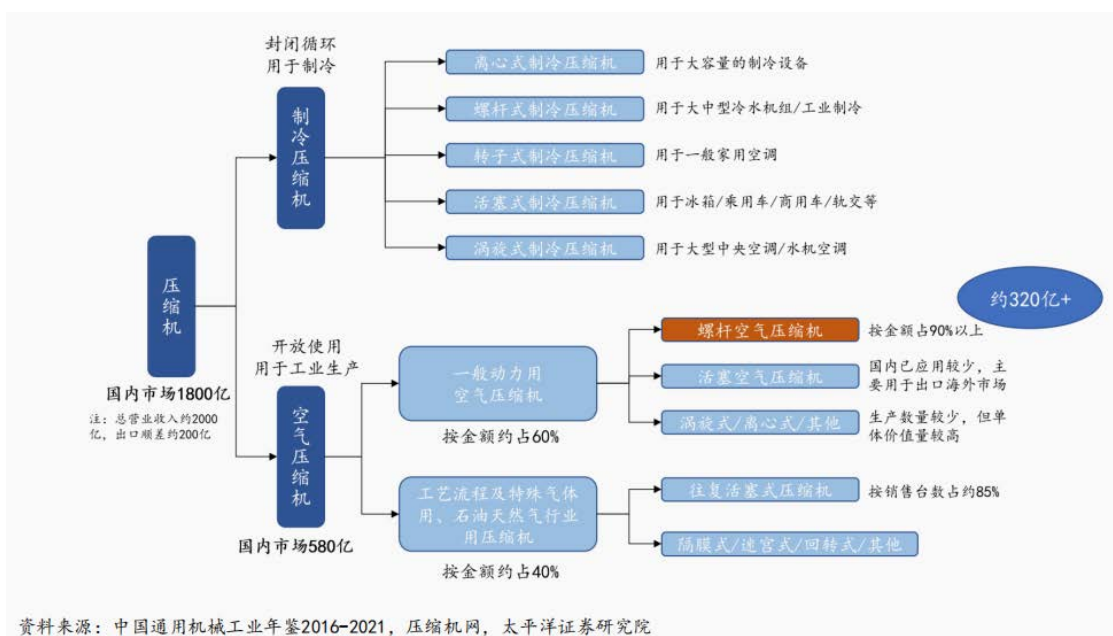 封闭循环
用于制冷
制冷压缩机
离心式制冷压缩机
用于大容量的制冷设备
螺杆式制冷压缩机
用于大中型冷水机组/工业制冷
转子式制冷压缩机
用于一般家用空调
活塞式制冷压缩机
用于冰箱/乘用车/商用车/轨交等
涡旋式制冷压缩机
用于大型中央空调/水机空调
压缩机
国内市场1800亿
注：总营业收入约2000
亿，出口顺差约200亿
开放使用
用于工业生产
空气压缩机
国内市场580亿
一般动力用
空气压缩机
按金额约占60%
约320亿+
螺杆空气压缩机
按金额占90%以上
活塞空气压缩机
国内已应用较少，主
要用于出口海外市场
涡旋式/离心式/其他
生产数量较少，但单
体价值量较高
工艺流程及特殊气体
用、石油天然气行业
用压缩机
按金额约占40%
往复活塞式压缩机
按销售台数占约85%
隔膜式/迷宫式/回转式/其他
资料来源：中国通用机械工业年鉴2016-2021，压缩机网，太平洋证券研究院